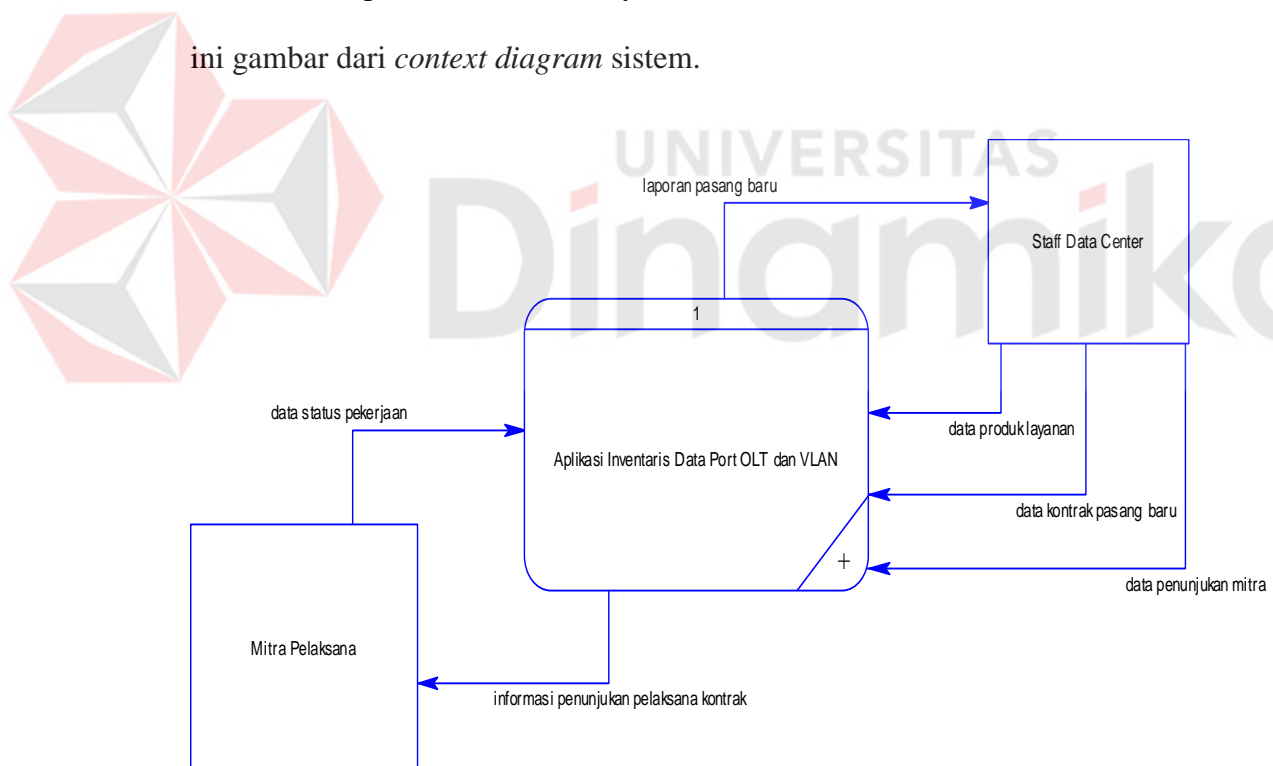 ini gambar dari context diagram sistem.
UNIVERSITAS
Dinamika
laporan pasang baru
Staff Data Center
1
data status pekerjaan
data produk layanan
Aplikasi Inventaris Data Port OLT dan VLAN
data kontrak pasang baru
+
data penunjukan mitra
Mitra Pelaksana
informasi penunjukan pelaksana kontrak